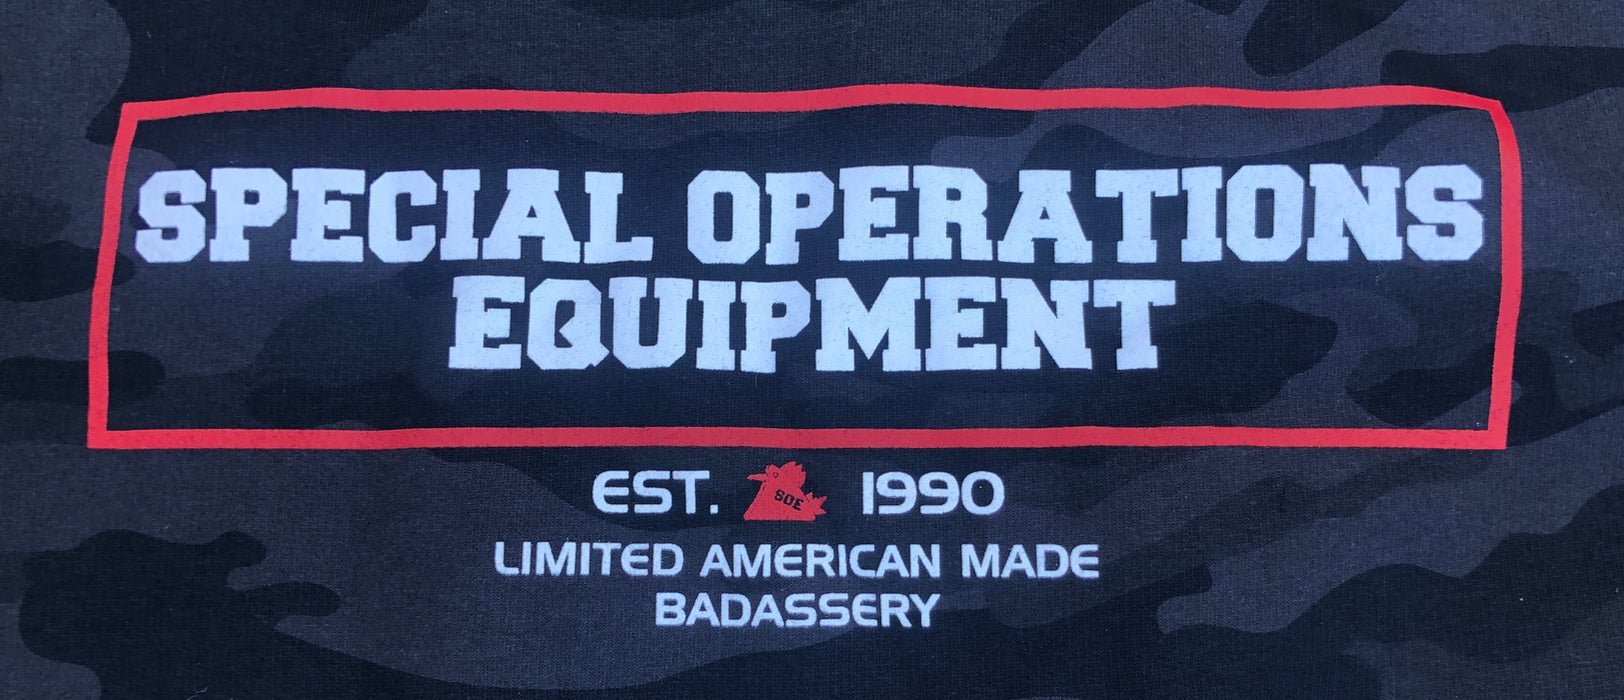 SPECIAL OPERATIONS
EQUIPMENT
EST. SOE 1990
LIMITED AMERICAN MADE
BADASSERY